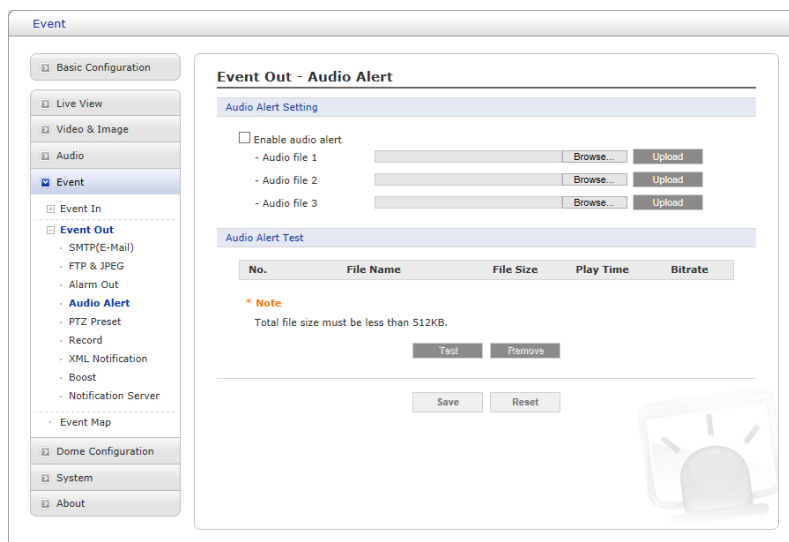 Event
Basic Configuration
Live View
Video & Image
Audio
Event
Event In
Event Out
· SMTP(E-Mail)
· FTP & JPEG
· Alarm Out
· Audio Alert
· PTZ Preset
· Record
· XML Notification
· Boost
· Notification Server
· Event Map
Dome Configuration
System
About
Event Out - Audio Alert
Audio Alert Setting
Enable audio alert
- Audio file 1 Browse... Upload
- Audio file 2 Browse... Upload
- Audio file 3 Browse... Upload
Audio Alert Test
No. File Name File Size Play Time Bitrate
* Note
Total file size must be less than 512KB.
Test Remove
Save Reset